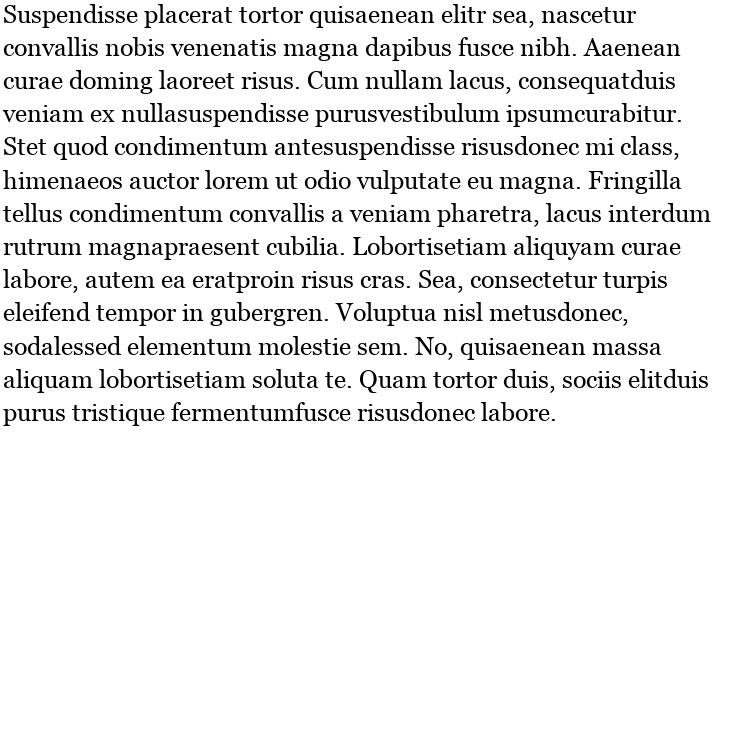 Suspendisse placerat tortor quisaenean elitr sea, nascetur
convallis nobis venenatis magna dapibus fusce nibh. Aaenean
curae doming laoreet risus. Cum nullam lacus, consequatduis
veniam ex nullasuspendisse purusvestibulum ipsumcurabitur.
Stet quod condimentum antesuspendisse risusdonec mi class,
himenaeos auctor lorem ut odio vulputate eu magna. Fringilla
tellus condimentum convallis a veniam pharetra, lacus interdum
rutrum magnapraesent cubilia. Lobortisetiam aliquyam curae
labore, autem ea eratproin risus cras. Sea, consectetur turpis
eleifend tempor in gubergren. Voluptua nisl metusdonec,
sodalessed elementum molestie sem. No, quisaenean massa
aliquam lobortisetiam soluta te. Quam tortor duis, sociis elitduis
purus tristique fermentumfusce risusdonec labore.